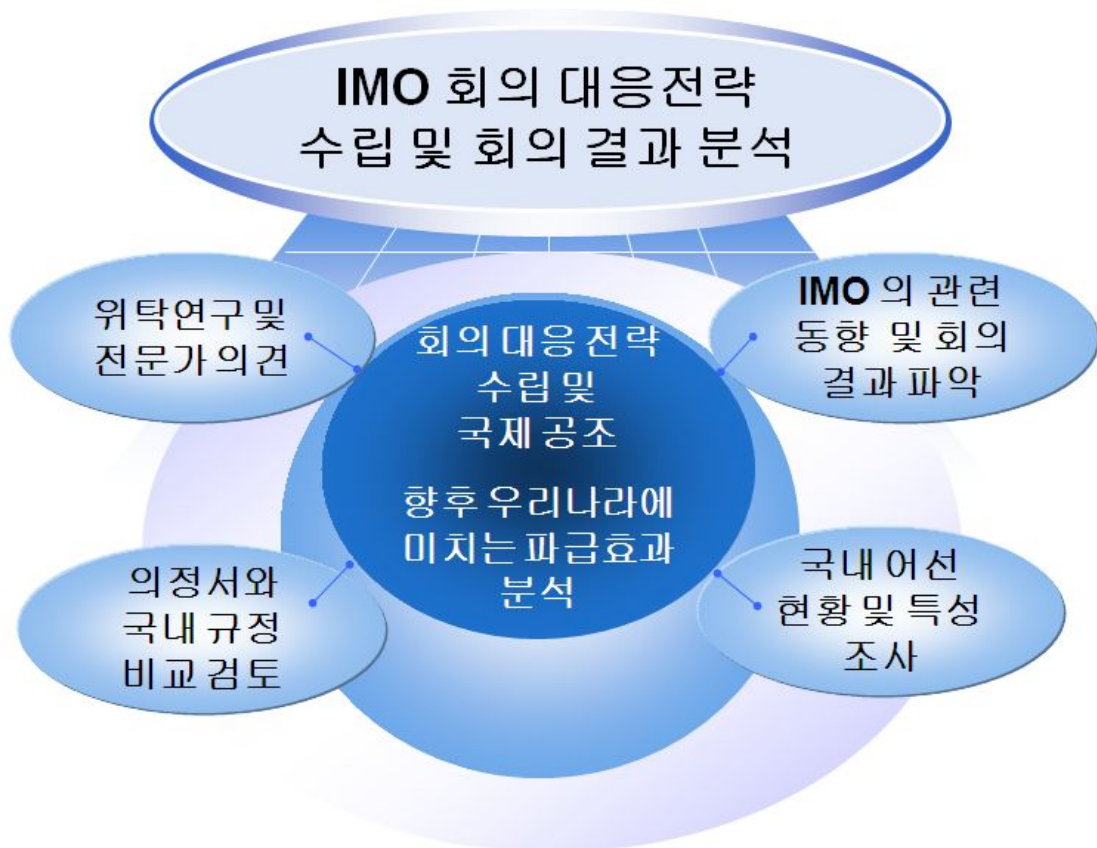 IMO 회의 대응전략
수립 및 회의 결과 분석
위탁연구 및
전문가 의견
IMO 의 관련
동향 및 회의
결과 파악
회의 대응 전략
수립 및
국제 공조
향후 우리나라에
미치는 파급효과
분석
의정서와
국내 규정
비교 검토
국내 어선
현황 및 특성
조사